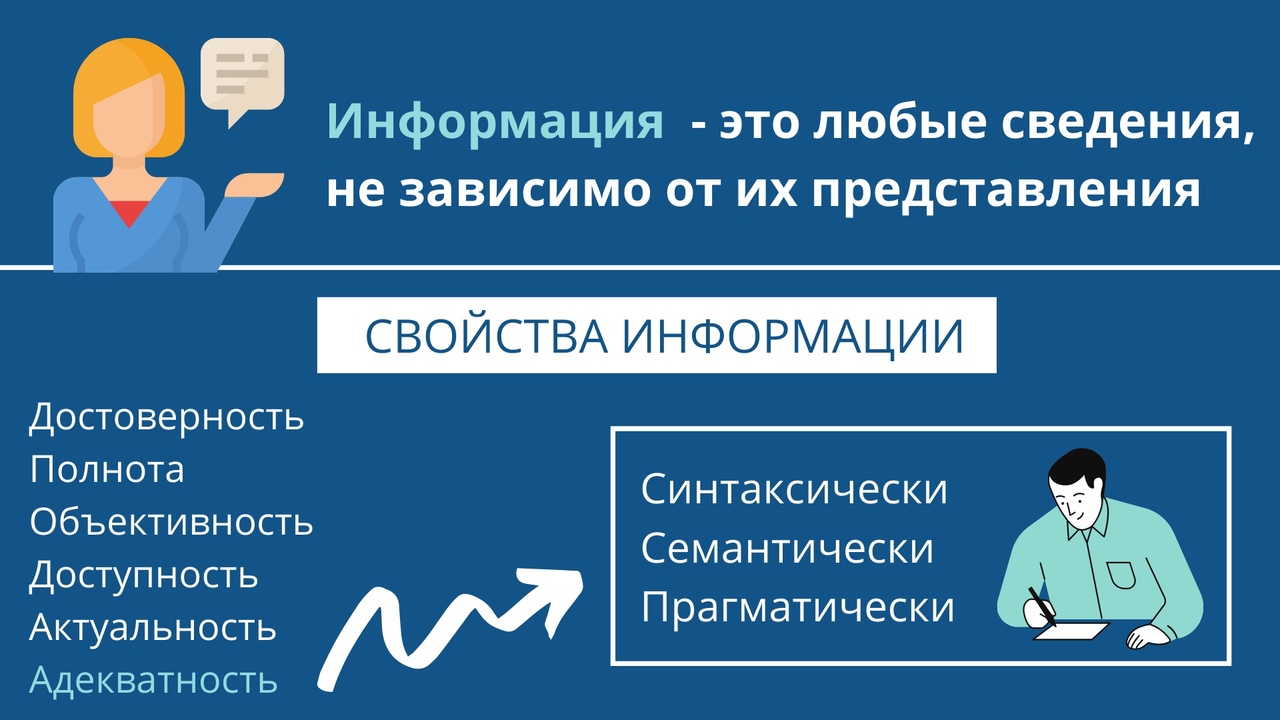 Информация - это любые сведения,
не зависимо от их представления
СВОЙСТВА ИНФОРМАЦИИ
Достоверность
Полнота
Объективность
Доступность
Актуальность
Адекватность
Синтаксически
Семантически
Прагматически